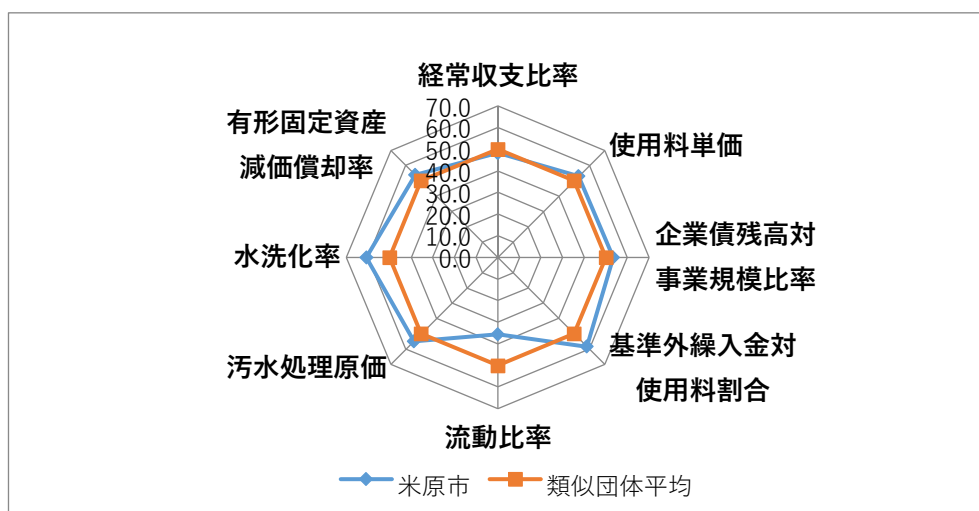 経常収支比率
70.0
60.0
50.0
40.0
30.0
20.0
10.0
0.0
使用料単価
企業債残高対
事業規模比率
基準外繰入金対
使用料割合
流動比率
汚水処理原価
水洗化率
有形固定資産
減価償却率
米原市
類似団体平均